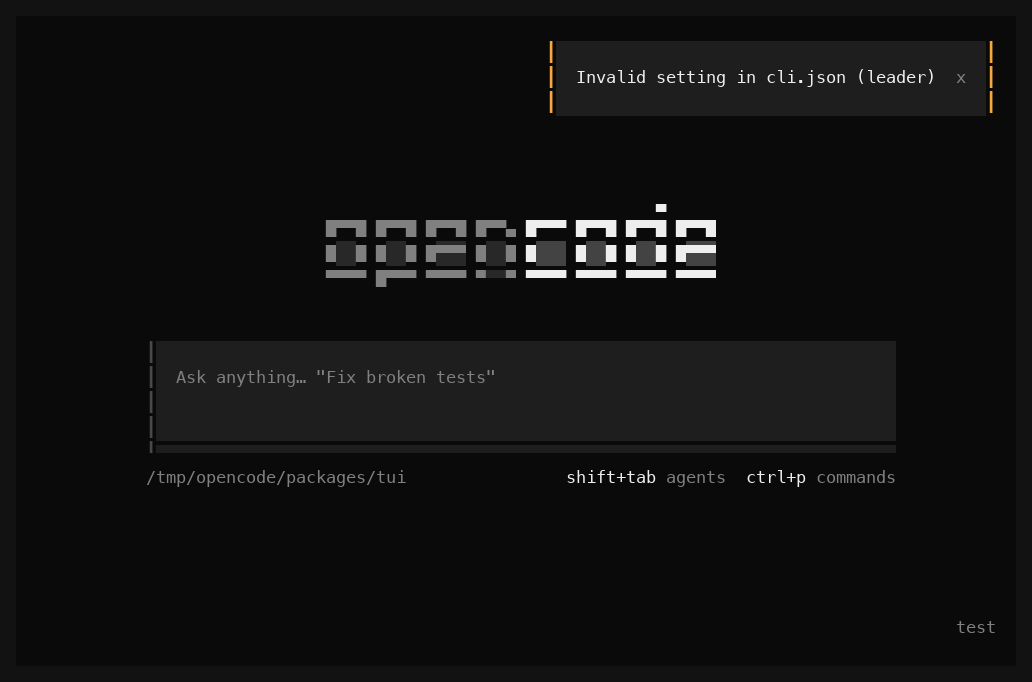 Invalid setting in cli.json (leader) x
opencode
Ask anything… "Fix broken tests"
/tmp/opencode/packages/tui shift+tab agents ctrl+p commands
test